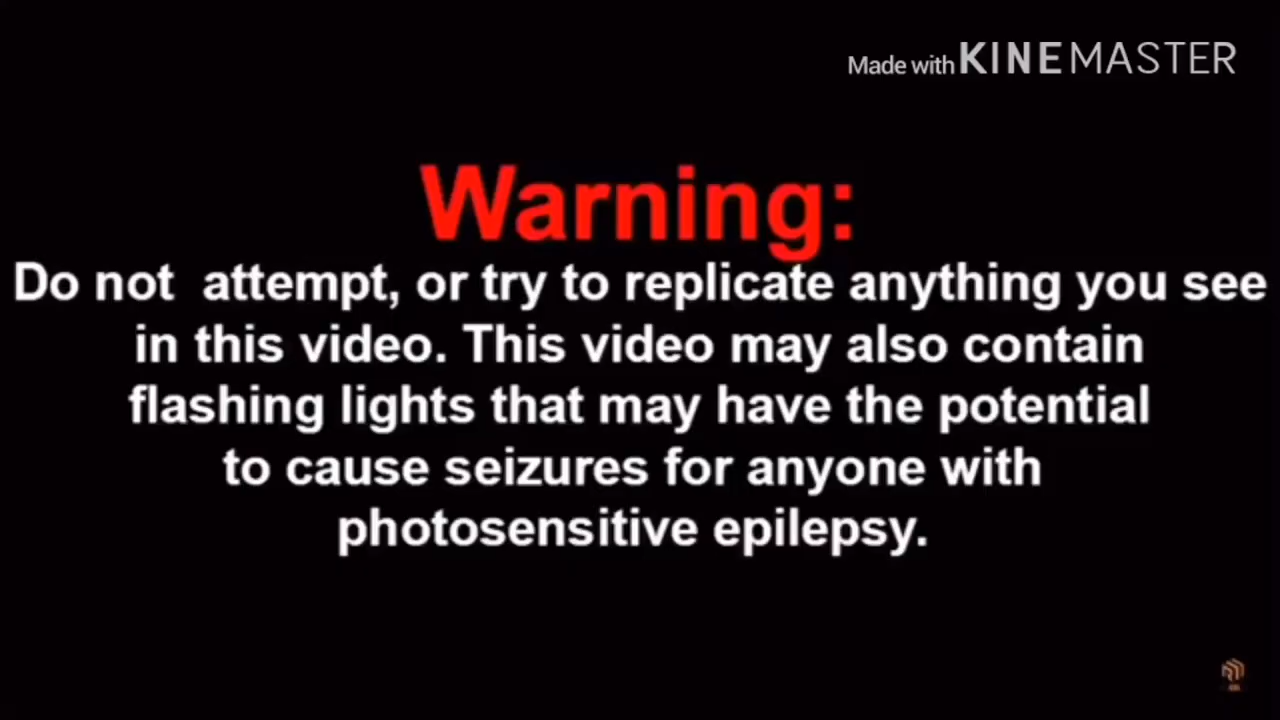 Made with KINEMASTER
Warning:
Do not attempt, or try to replicate anything you see
in this video. This video may also contain
flashing lights that may have the potential
to cause seizures for anyone with
photosensitive epilepsy.